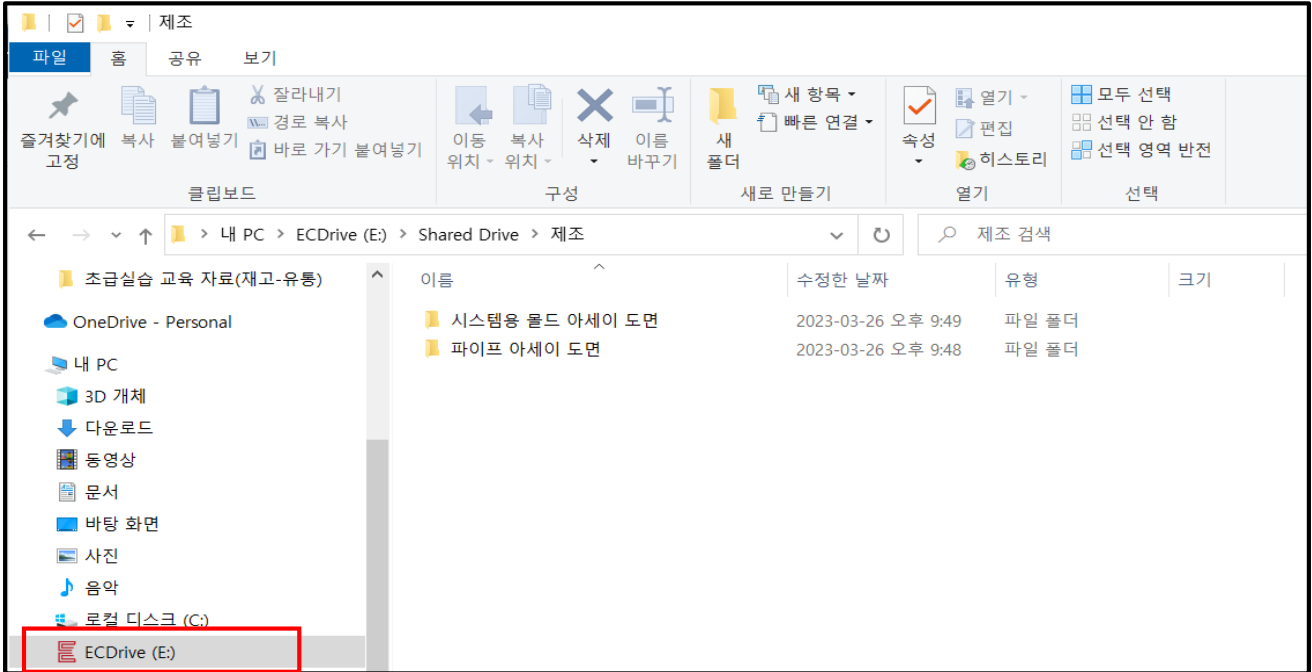 제조
파일 홈 공유 보기
즐겨찾기에 고정
복사
붙여넣기
잘라내기
경로 복사
바로 가기 붙여넣기
클립보드
이동 위치
복사 위치
삭제
이름 바꾸기
구성
새 폴더
새 항목
빠른 연결
새로 만들기
속성
열기
편집
히스토리
열기
모두 선택
선택 안 함
선택 영역 반전
선택
내 PC > ECDrive (E:) > Shared Drive > 제조
제조 검색
초급실습 교육 자료(재고-유통)
OneDrive - Personal
내 PC
3D 개체
다운로드
동영상
문서
바탕 화면
사진
음악
로컬 디스크 (C:)
ECDrive (E:)
이름 수정한 날짜 유형 크기
시스템용 몰드 아세이 도면 2023-03-26 오후 9:49 파일 폴더
파이프 아세이 도면 2023-03-26 오후 9:48 파일 폴더